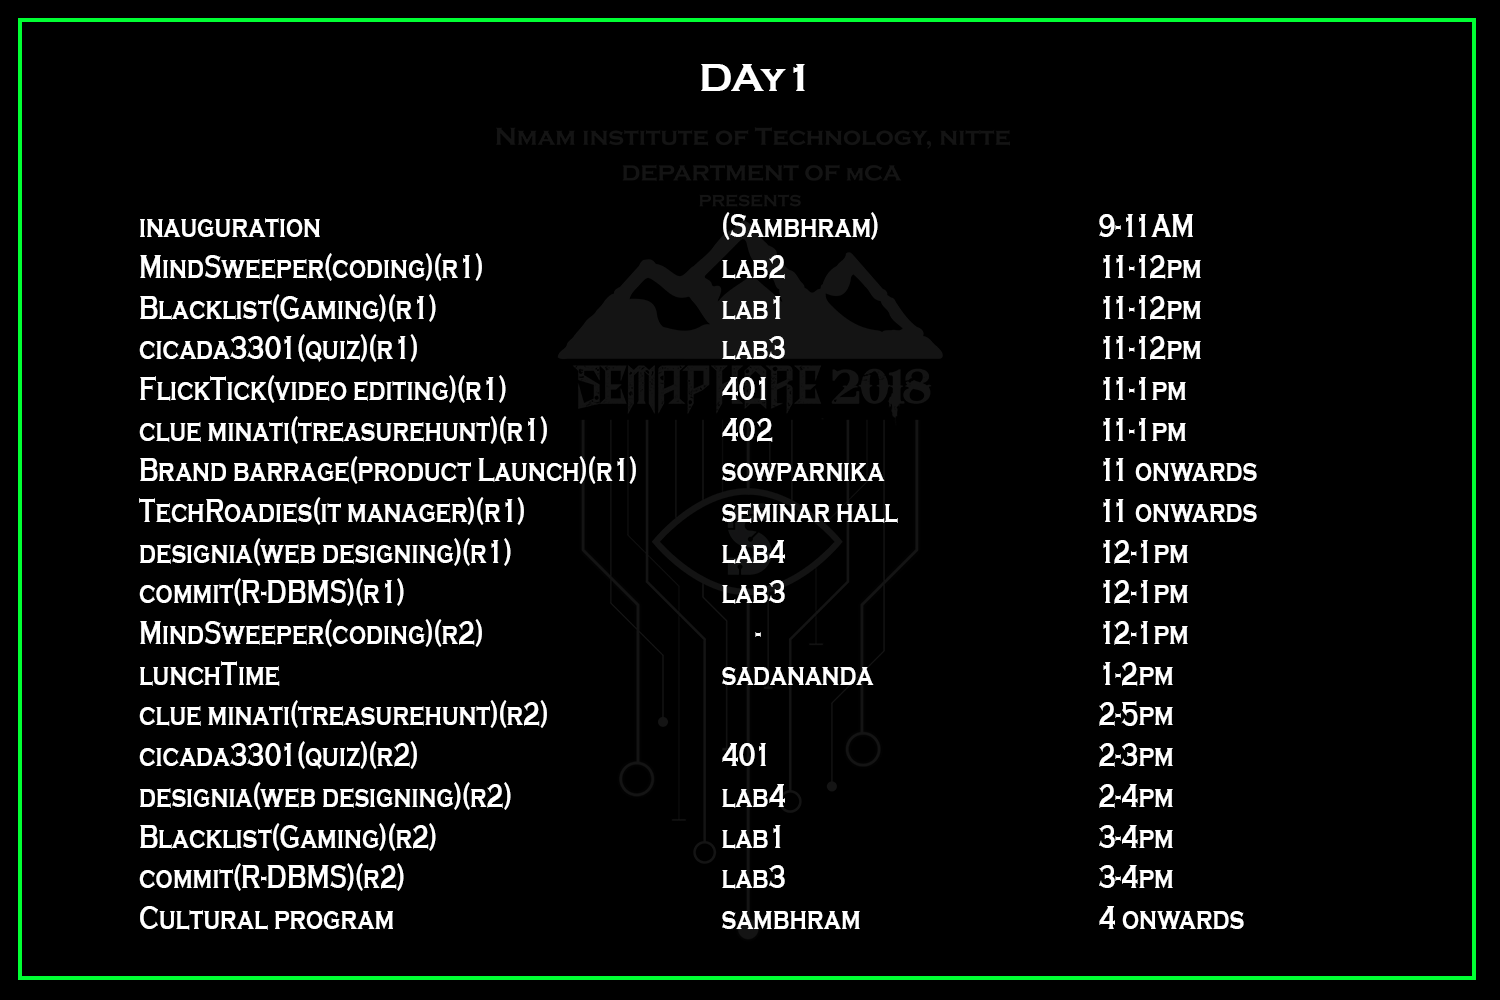 DAy 1
Nmam institute of Technology, nitte
DEPARTMENT OF mCA
PRESENTS
inauguration (Sambhram) 9-11AM
MindSweeper(coding)(r1) lab2 11-12pm
Blacklist(Gaming)(r1) lab1 11-12pm
cicada3301(quiz)(r1) lab3 11-12pm
SEMAPHORE 2018
FlickTick(video editing)(r1) 401 11-1pm
clue minati(treasurehunt)(r1) 402 11-1pm
Brand barrage(product Launch)(r1) sowparnika 11 onwards
TechRoadies(it manager)(r1) seminar hall 11 onwards
designia(web designing)(r1) lab4 12-1pm
commit(R-DBMS)(r1) lab3 12-1pm
MindSweeper(coding)(r2) - 12-1pm
lunchTime sadananda 1-2pm
clue minati(treasurehunt)(r2) 2-5pm
cicada3301(quiz)(r2) 401 2-3pm
designia(web designing)(r2) lab4 2-4pm
Blacklist(Gaming)(r2) lab1 3-4pm
commit(R-DBMS)(r2) lab3 3-4pm
Cultural program sambhram 4 onwards